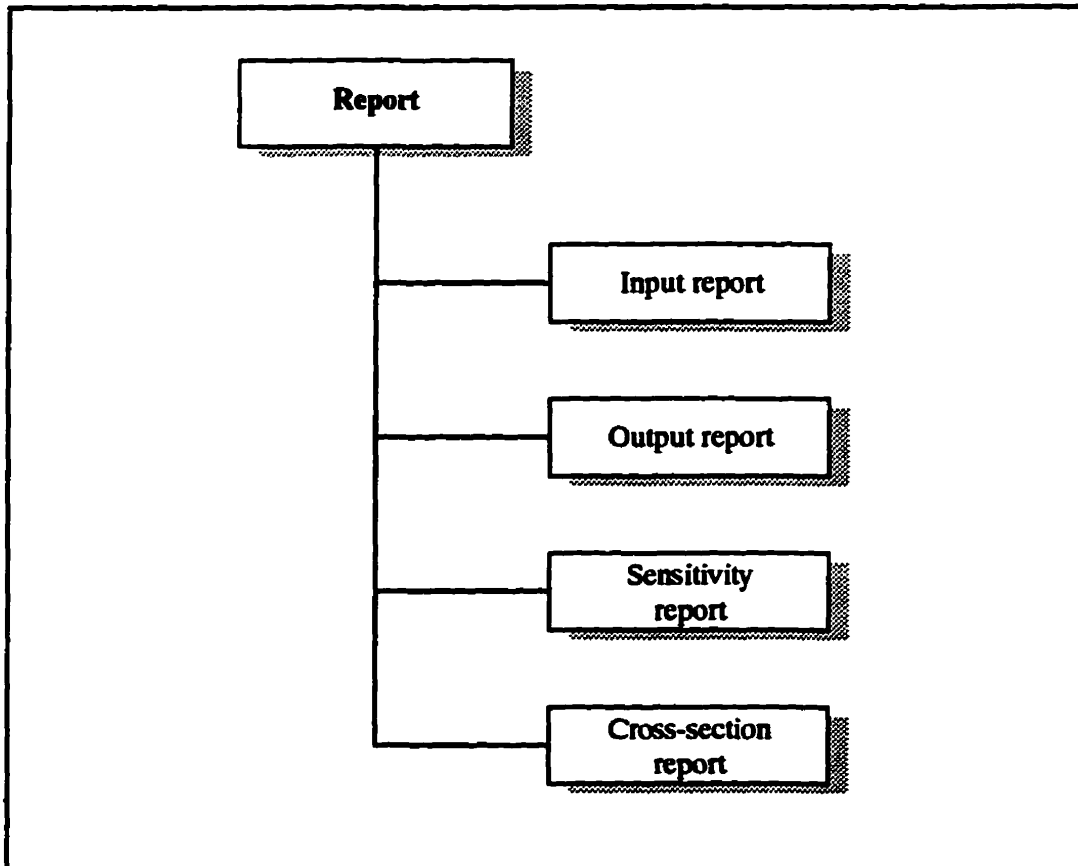 Report
Input report
Output report
Sensitivity
report
Cross-section
report